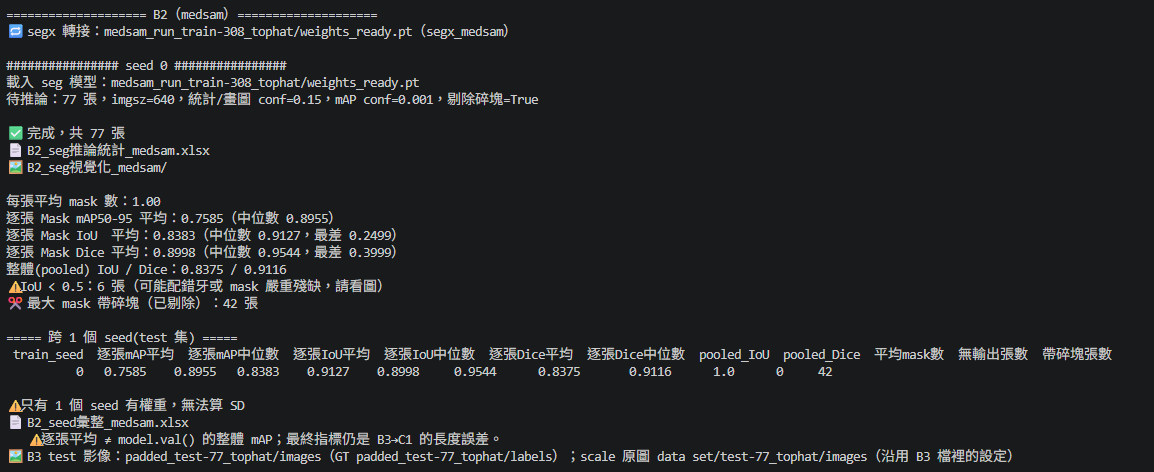 ==================== B2（medsam）====================
🔁 segx 轉接：medsam_run_train-308_tophat/weights_ready.pt（segx_medsam）
################ seed 0 ################
載入 seg 模型：medsam_run_train-308_tophat/weights_ready.pt
待推論：77 張，imgsz=640，統計/畫圖 conf=0.15，mAP conf=0.001，剔除碎塊=True
✅ 完成，共 77 張
📄 B2_seg推論統計_medsam.xlsx
🖼️ B2_seg視覺化_medsam/
每張平均 mask 數：1.00
逐張 Mask mAP50-95 平均：0.7585（中位數 0.8955）
逐張 Mask IoU  平均：0.8383（中位數 0.9127，最差 0.2499）
逐張 Mask Dice 平均：0.8998（中位數 0.9544，最差 0.3999）
整體(pooled) IoU / Dice：0.8375 / 0.9116
⚠️IoU < 0.5：6 張（可能配錯牙或 mask 嚴重殘缺，請看圖）
✂️ 最大 mask 帶碎塊（已剔除）：42 張
===== 跨 1 個 seed(test 集) =====
train_seed  逐張mAP平均  逐張mAP中位數  逐張IoU平均  逐張IoU中位數  逐張Dice平均  逐張Dice中位數  pooled_IoU  pooled_Dice  平均mask數  無輸出張數  帶碎塊張數
0  0.7585  0.8955  0.8383  0.9127  0.8998  0.9544  0.8375  0.9116  1.0  0  42
⚠️只有 1 個 seed 有權重，無法算 SD
📄 B2_seed彙整_medsam.xlsx
⚠️逐張平均 ≠ model.val() 的整體 mAP；最終指標仍是 B3→C1 的長度誤差。
🖼️ B3 test 影像：padded_test-77_tophat/images（GT padded_test-77_tophat/labels）；scale 原圖 data set/test-77_tophat/images（沿用 B3 檔裡的設定）